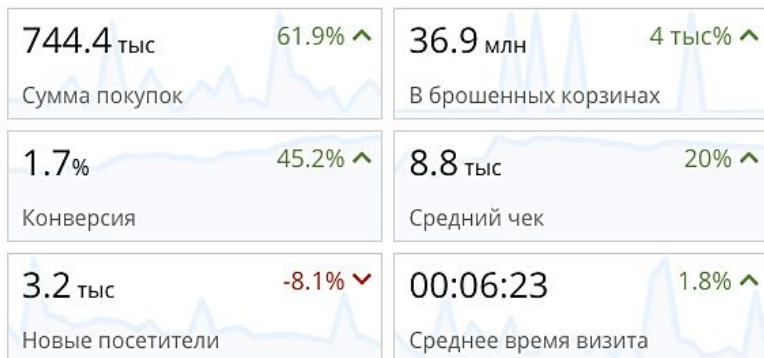 744.4 тыс 61.9%
Сумма покупок
36.9 млн 4 тыс%
В брошенных корзинах
1.7% 45.2%
Конверсия
8.8 тыс 20%
Средний чек
3.2 тыс -8.1%
Новые посетители
00:06:23 1.8%
Среднее время визита